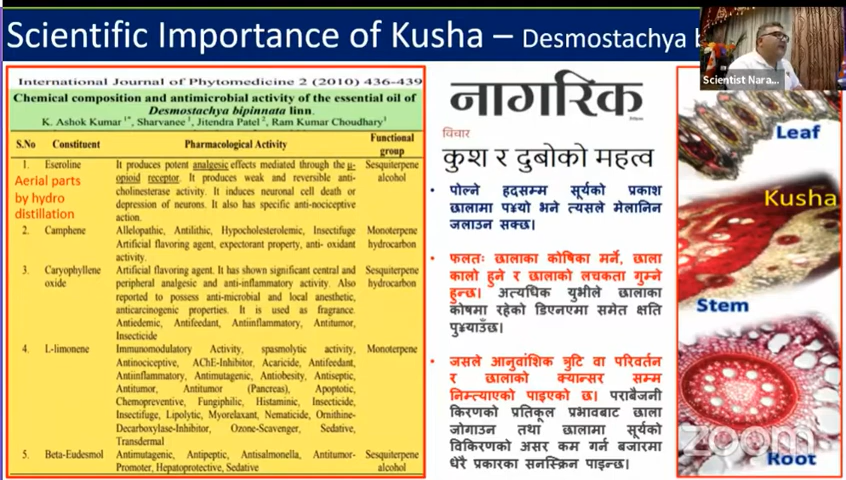 Scientific Importance of Kusha – Desmostachya b
Scientist Nara...
International Journal of Phytomedicine 2 (2010) 436-439
Chemical composition and antimicrobial activity of the essential oil of
Desmostachya bipinnata linn.
K. Ashok Kumar¹*, Sharvanee¹, Jitendra Patel², Ram Kumar Choudhary¹
S.No Constituent Pharmacological Activity Functional group
1. Eseroline It produces potent analgesic effects mediated through the μ- Sesquiterpene
Aerial parts opioid receptor. It produces weak and reversible anti- alcohol
by hydro cholinesterase activity. It induces neuronal cell death or
distillation depression of neurons. It also has specific anti-nociceptive
action.
2. Camphene Allelopathic, Antilithic, Hypocholesterolemic, Insectifuge Monoterpene
Artificial flavoring agent, expectorant property, anti- oxidant hydrocarbon
activity.
3. Caryophyllene Artificial flavoring agent. It has shown significant central and Sesquiterpene
oxide peripheral analgesic and anti-inflammatory activity. Also hydrocarbon
reported to possess anti-microbial and local anesthetic,
anticarcinogenic properties. It is used as fragrance.
Antiedemic, Antifeedant, Antiinflammatory, Antitumor,
Insecticide
4. L-limonene Immunomodulatory Activity, spasmolytic activity, Monoterpene
Antinociceptive, AChE-Inhibitor, Acaricide, Antifeedant,
Antiinflammatory, Antimutagenic, Antiobesity, Antiseptic,
Antitumor, Antitumor (Pancreas), Apoptotic,
Chemopreventive, Fungiphilic, Histaminic, Insecticide,
Insectifuge, Lipolytic, Myorelaxant, Nematicide, Ornithine-
Decarboxylase-Inhibitor, Ozone-Scavenger, Sedative,
Transdermal
5. Beta-Eudesmol Antimutagenic, Antipeptic, Antisalmonella, Antitumor- Sesquiterpene
Promoter, Hepatoprotective, Sedative alcohol
नागरिक
विचार
कुश र दुबोको महत्व
• पोल्ने हदसम्म सूर्यको प्रकाश
छालामा प¥यो भने त्यसले मेलानिन
जलाउन सक्छ।
• फलतः छालाका कोषिका मर्ने, छाला
कालो हुने र छालाको लचकता गुम्ने
हुन्छ। अत्यधिक युभीले छालाका
कोषमा रहेको डिएनएमा समेत क्षति
पु¥याउँछ।
• जसले आनुवांशिक त्रुटि वा परिवर्तन
र छालाको क्यान्सर सम्म
निम्त्याएको पाइएको छ। पराबैजनी
किरणको प्रतिकूल प्रभावबाट छाला
जोगाउन तथा छालामा सूर्यको
विकिरणको असर कम गर्न बजारमा
धेरै प्रकारका सनस्क्रिन पाइन्छ।
Leaf
Kusha
Stem
zoom
Root